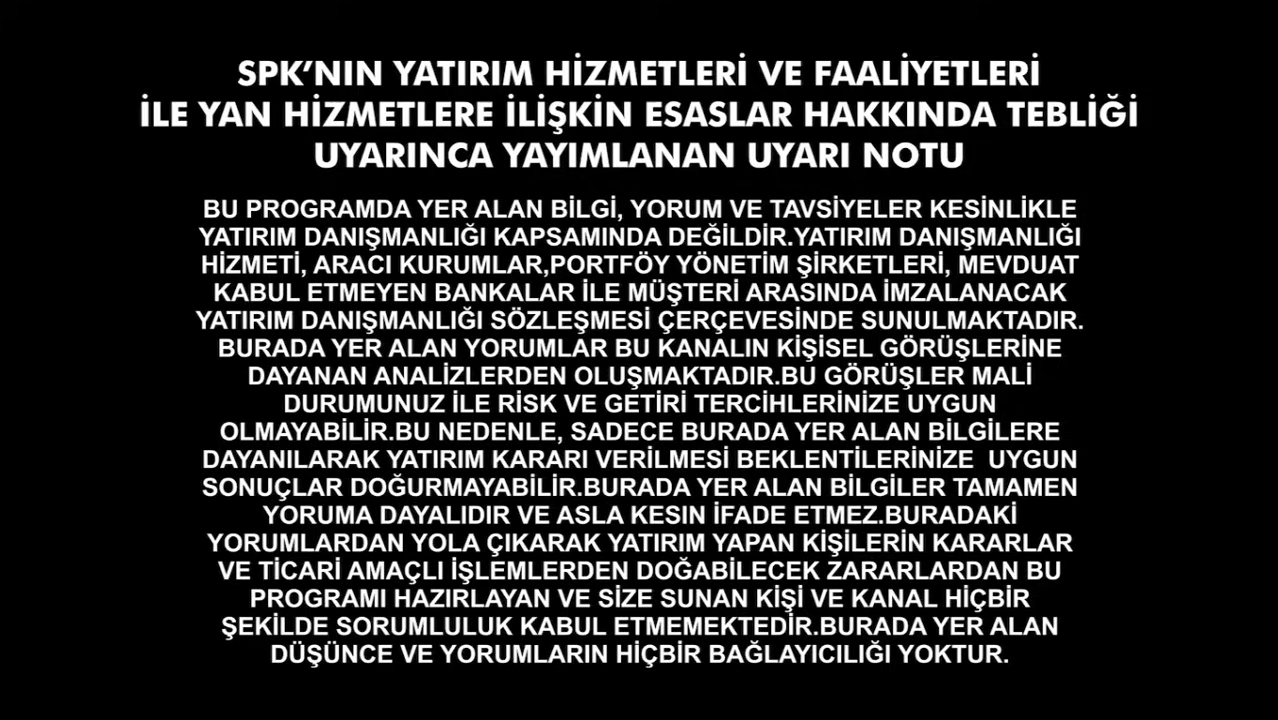 SPK’NIN YATIRIM HİZMETLERİ VE FAALİYETLERİ
İLE YAN HİZMETLERE İLİŞKİN ESASLAR HAKKINDA TEBLİĞİ
UYARINCA YAYIMLANAN UYARI NOTU
BU PROGRAMDA YER ALAN BİLGİ, YORUM VE TAVSİYELER KESİNLİKLE
YATIRIM DANIŞMANLIĞI KAPSAMINDA DEĞİLDİR.YATIRIM DANIŞMANLIĞI
HİZMETİ, ARACI KURUMLAR,PORTFÖY YÖNETİM ŞİRKETLERİ, MEVDUAT
KABUL ETMEYEN BANKALAR İLE MÜŞTERİ ARASINDA İMZALANACAK
YATIRIM DANIŞMANLIĞI SÖZLEŞMESİ ÇERÇEVESİNDE SUNULMAKTADIR.
BURADA YER ALAN YORUMLAR BU KANALIN KİŞİSEL GÖRÜŞLERİNE
DAYANAN ANALİZLERDEN OLUŞMAKTADIR.BU GÖRÜŞLER MALİ
DURUMUNUZ İLE RİSK VE GETİRİ TERCİHLERİNİZE UYGUN
OLMAYABİLİR.BU NEDENLE, SADECE BURADA YER ALAN BİLGİLERE
DAYANILARAK YATIRIM KARARI VERİLMESİ BEKLENTİLERİNİZE  UYGUN
SONUÇLAR DOĞURMAYABİLİR.BURADA YER ALAN BİLGİLER TAMAMEN
YORUMA DAYALIDIR VE ASLA KESIN İFADE ETMEZ.BURADAKİ
YORUMLARDAN YOLA ÇIKARAK YATIRIM YAPAN KİŞİLERİN KARARLAR
VE TİCARİ AMAÇLI İŞLEMLERDEN DOĞABİLECEK ZARARLARDAN BU
PROGRAMI HAZIRLAYAN VE SİZE SUNAN KİŞİ VE KANAL HİÇBİR
ŞEKİLDE SORUMLULUK KABUL ETMEMEKTEDİR.BURADA YER ALAN
DÜŞÜNCE VE YORUMLARIN HİÇBİR BAĞLAYICILIĞI YOKTUR.